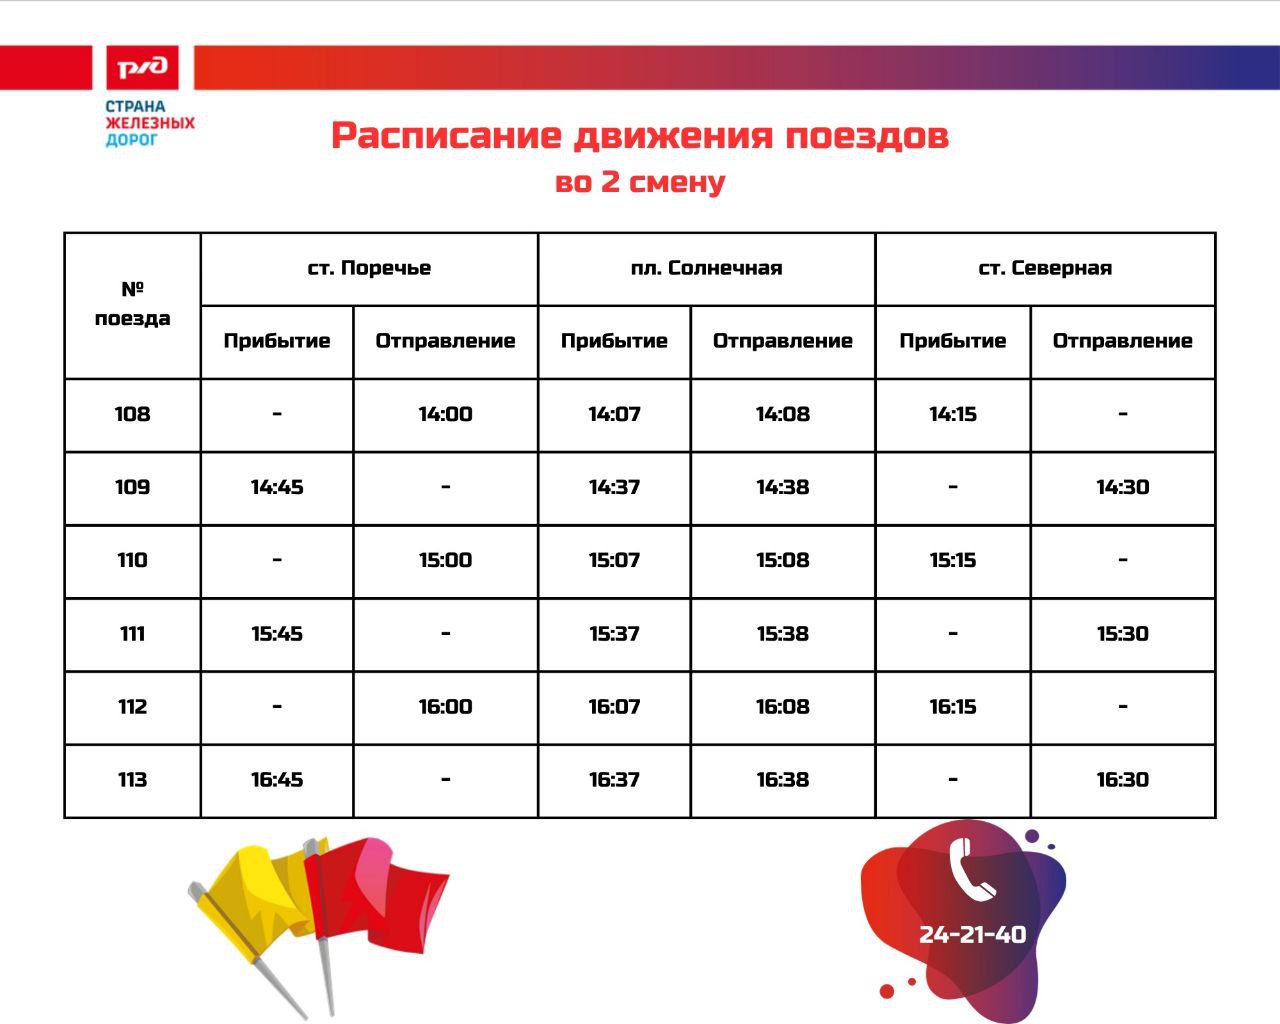 ржд
СТРАНА
ЖЕЛЕЗНЫХ
ДОРОГ
Расписание движения поездов
во 2 смену
№ поезда ст. Поречье пл. Солнечная ст. Северная
Прибытие Отправление Прибытие Отправление Прибытие Отправление
108 - 14:00 14:07 14:08 14:15 -
109 14:45 - 14:37 14:38 - 14:30
110 - 15:00 15:07 15:08 15:15 -
111 15:45 - 15:37 15:38 - 15:30
112 - 16:00 16:07 16:08 16:15 -
113 16:45 - 16:37 16:38 - 16:30
24-21-40